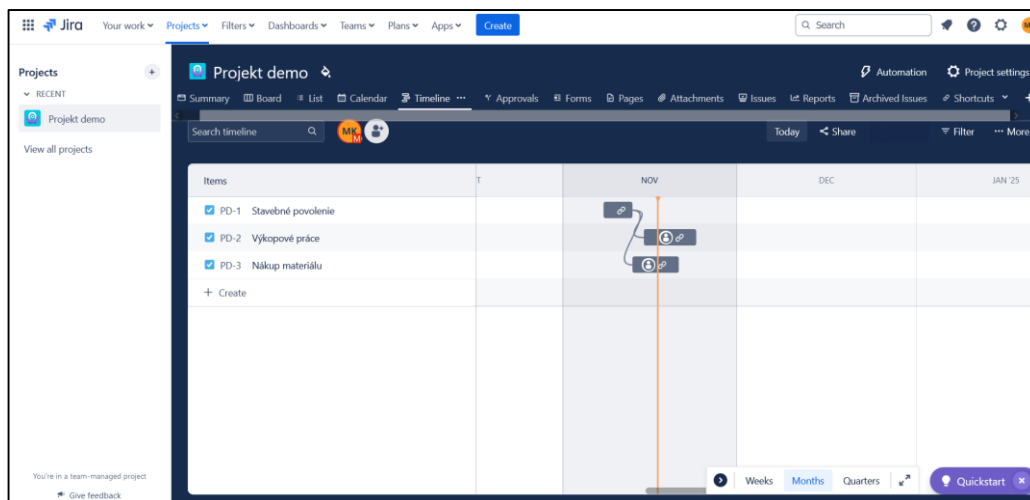 Jira Your work Projects Filters Dashboards Teams Plans Apps Create Search
Projects
RECENT
Projekt demo
View all projects
Projekt demo Automation Project settings
Summary Board List Calendar Timeline Approvals Forms Pages Attachments Issues Reports Archived Issues Shortcuts
Search timeline MK Today Share Filter More
Items T NOV DEC JAN '25
PD-1 Stavebné povolenie
PD-2 Výkopové práce
PD-3 Nákup materiálu
+ Create
You're in a team-managed project
Give feedback
Weeks Months Quarters Quickstart